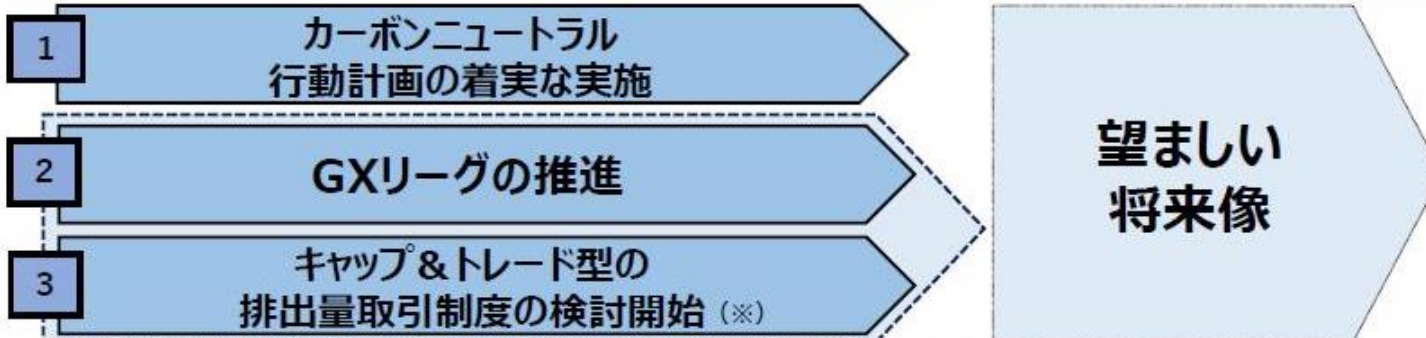 1
カーボンニュートラル
行動計画の着実な実施
2
GXリーグの推進
3
キャップ&トレード型の
排出量取引制度の検討開始(※)
望ましい
将来像